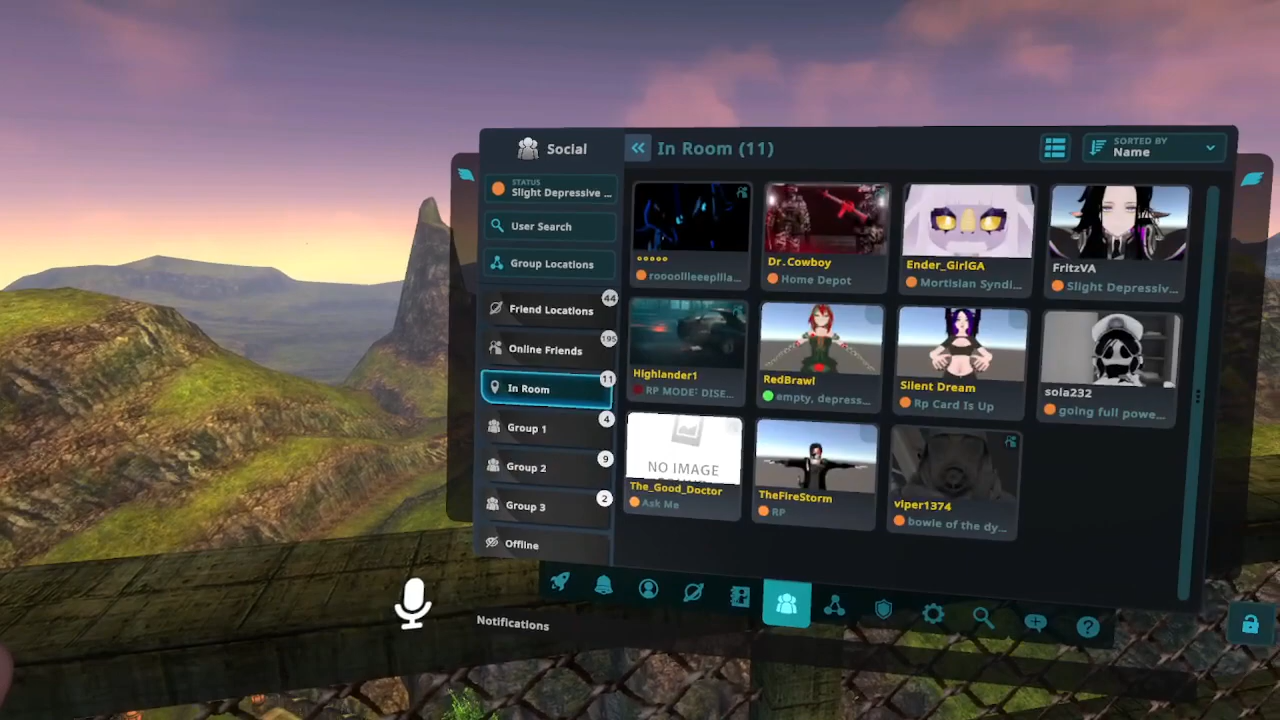 Social
STATUS
Slight Depressive ...
User Search
Group Locations
Friend Locations
44
Online Friends
195
In Room
11
Group 1
4
Group 2
9
Group 3
2
Offline
In Room (11)
SORTED BY
Name
°°°°°
roooollleeepllla...
Dr.Cowboy
Home Depot
Ender_GirlGA
Mortisian Syndi...
FritzVA
Slight Depressiv...
Highlander1
RP MODE: DISE...
RedBrawl
empty, depress...
Silent Dream
Rp Card Is Up
sola232
going full powe...
NO IMAGE
The_Good_Doctor
Ask Me
TheFireStorm
RP
viper1374
bowle of the dy...
Notifications